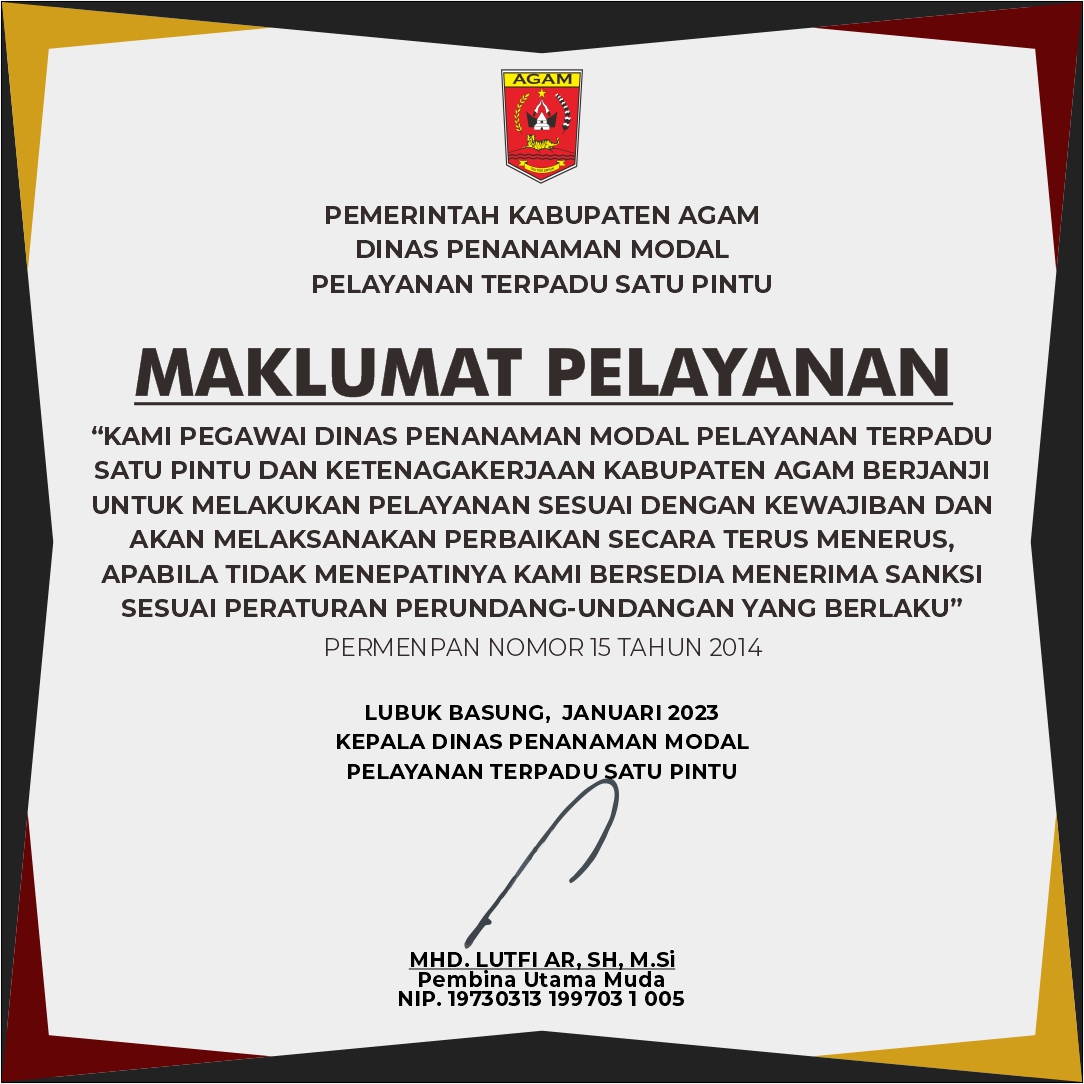 AGAM
PEMERINTAH KABUPATEN AGAM
DINAS PENANAMAN MODAL
PELAYANAN TERPADU SATU PINTU
MAKLUMAT PELAYANAN
“KAMI PEGAWAI DINAS PENANAMAN MODAL PELAYANAN TERPADU
SATU PINTU DAN KETENAGAKERJAAN KABUPATEN AGAM BERJANJI
UNTUK MELAKUKAN PELAYANAN SESUAI DENGAN KEWAJIBAN DAN
AKAN MELAKSANAKAN PERBAIKAN SECARA TERUS MENERUS,
APABILA TIDAK MENEPATINYA KAMI BERSEDIA MENERIMA SANKSI
SESUAI PERATURAN PERUNDANG-UNDANGAN YANG BERLAKU”
PERMENPAN NOMOR 15 TAHUN 2014
LUBUK BASUNG,  JANUARI 2023
KEPALA DINAS PENANAMAN MODAL
PELAYANAN TERPADU SATU PINTU
MHD. LUTFI AR, SH, M.Si
Pembina Utama Muda
NIP. 19730313 199703 1 005